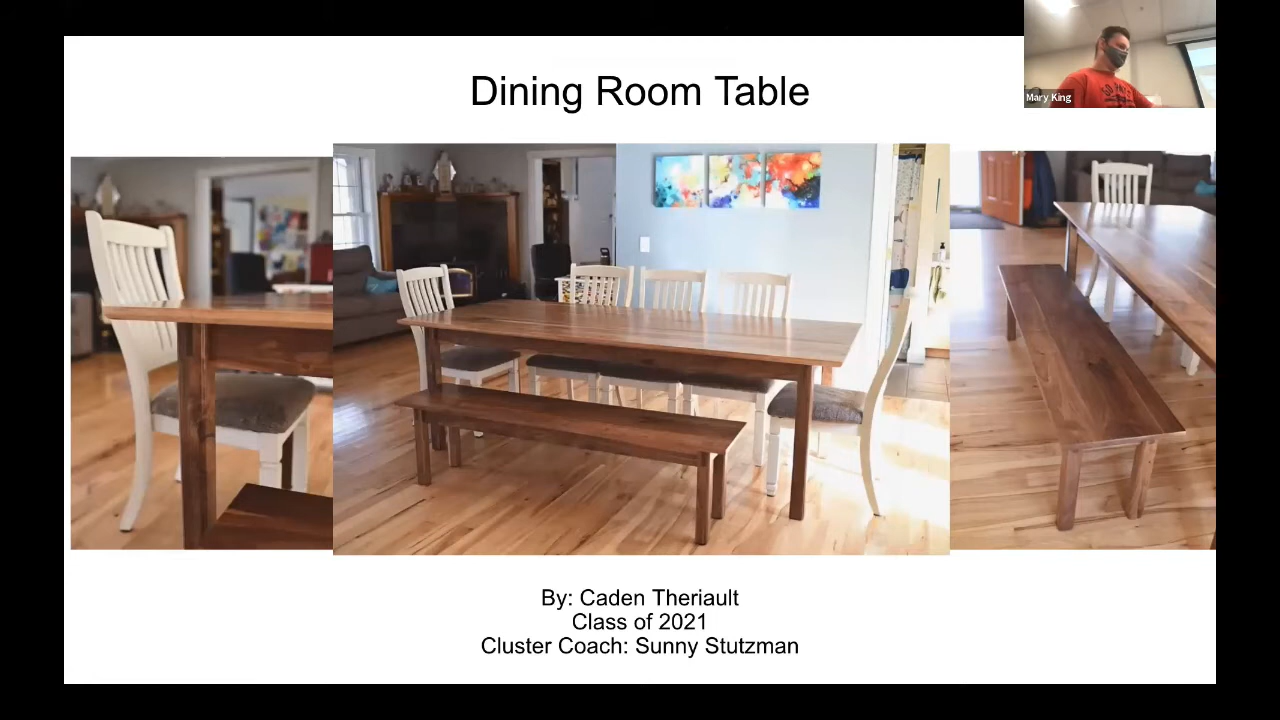 Dining Room Table
Mary King
By: Caden Theriault
Class of 2021
Cluster Coach: Sunny Stutzman